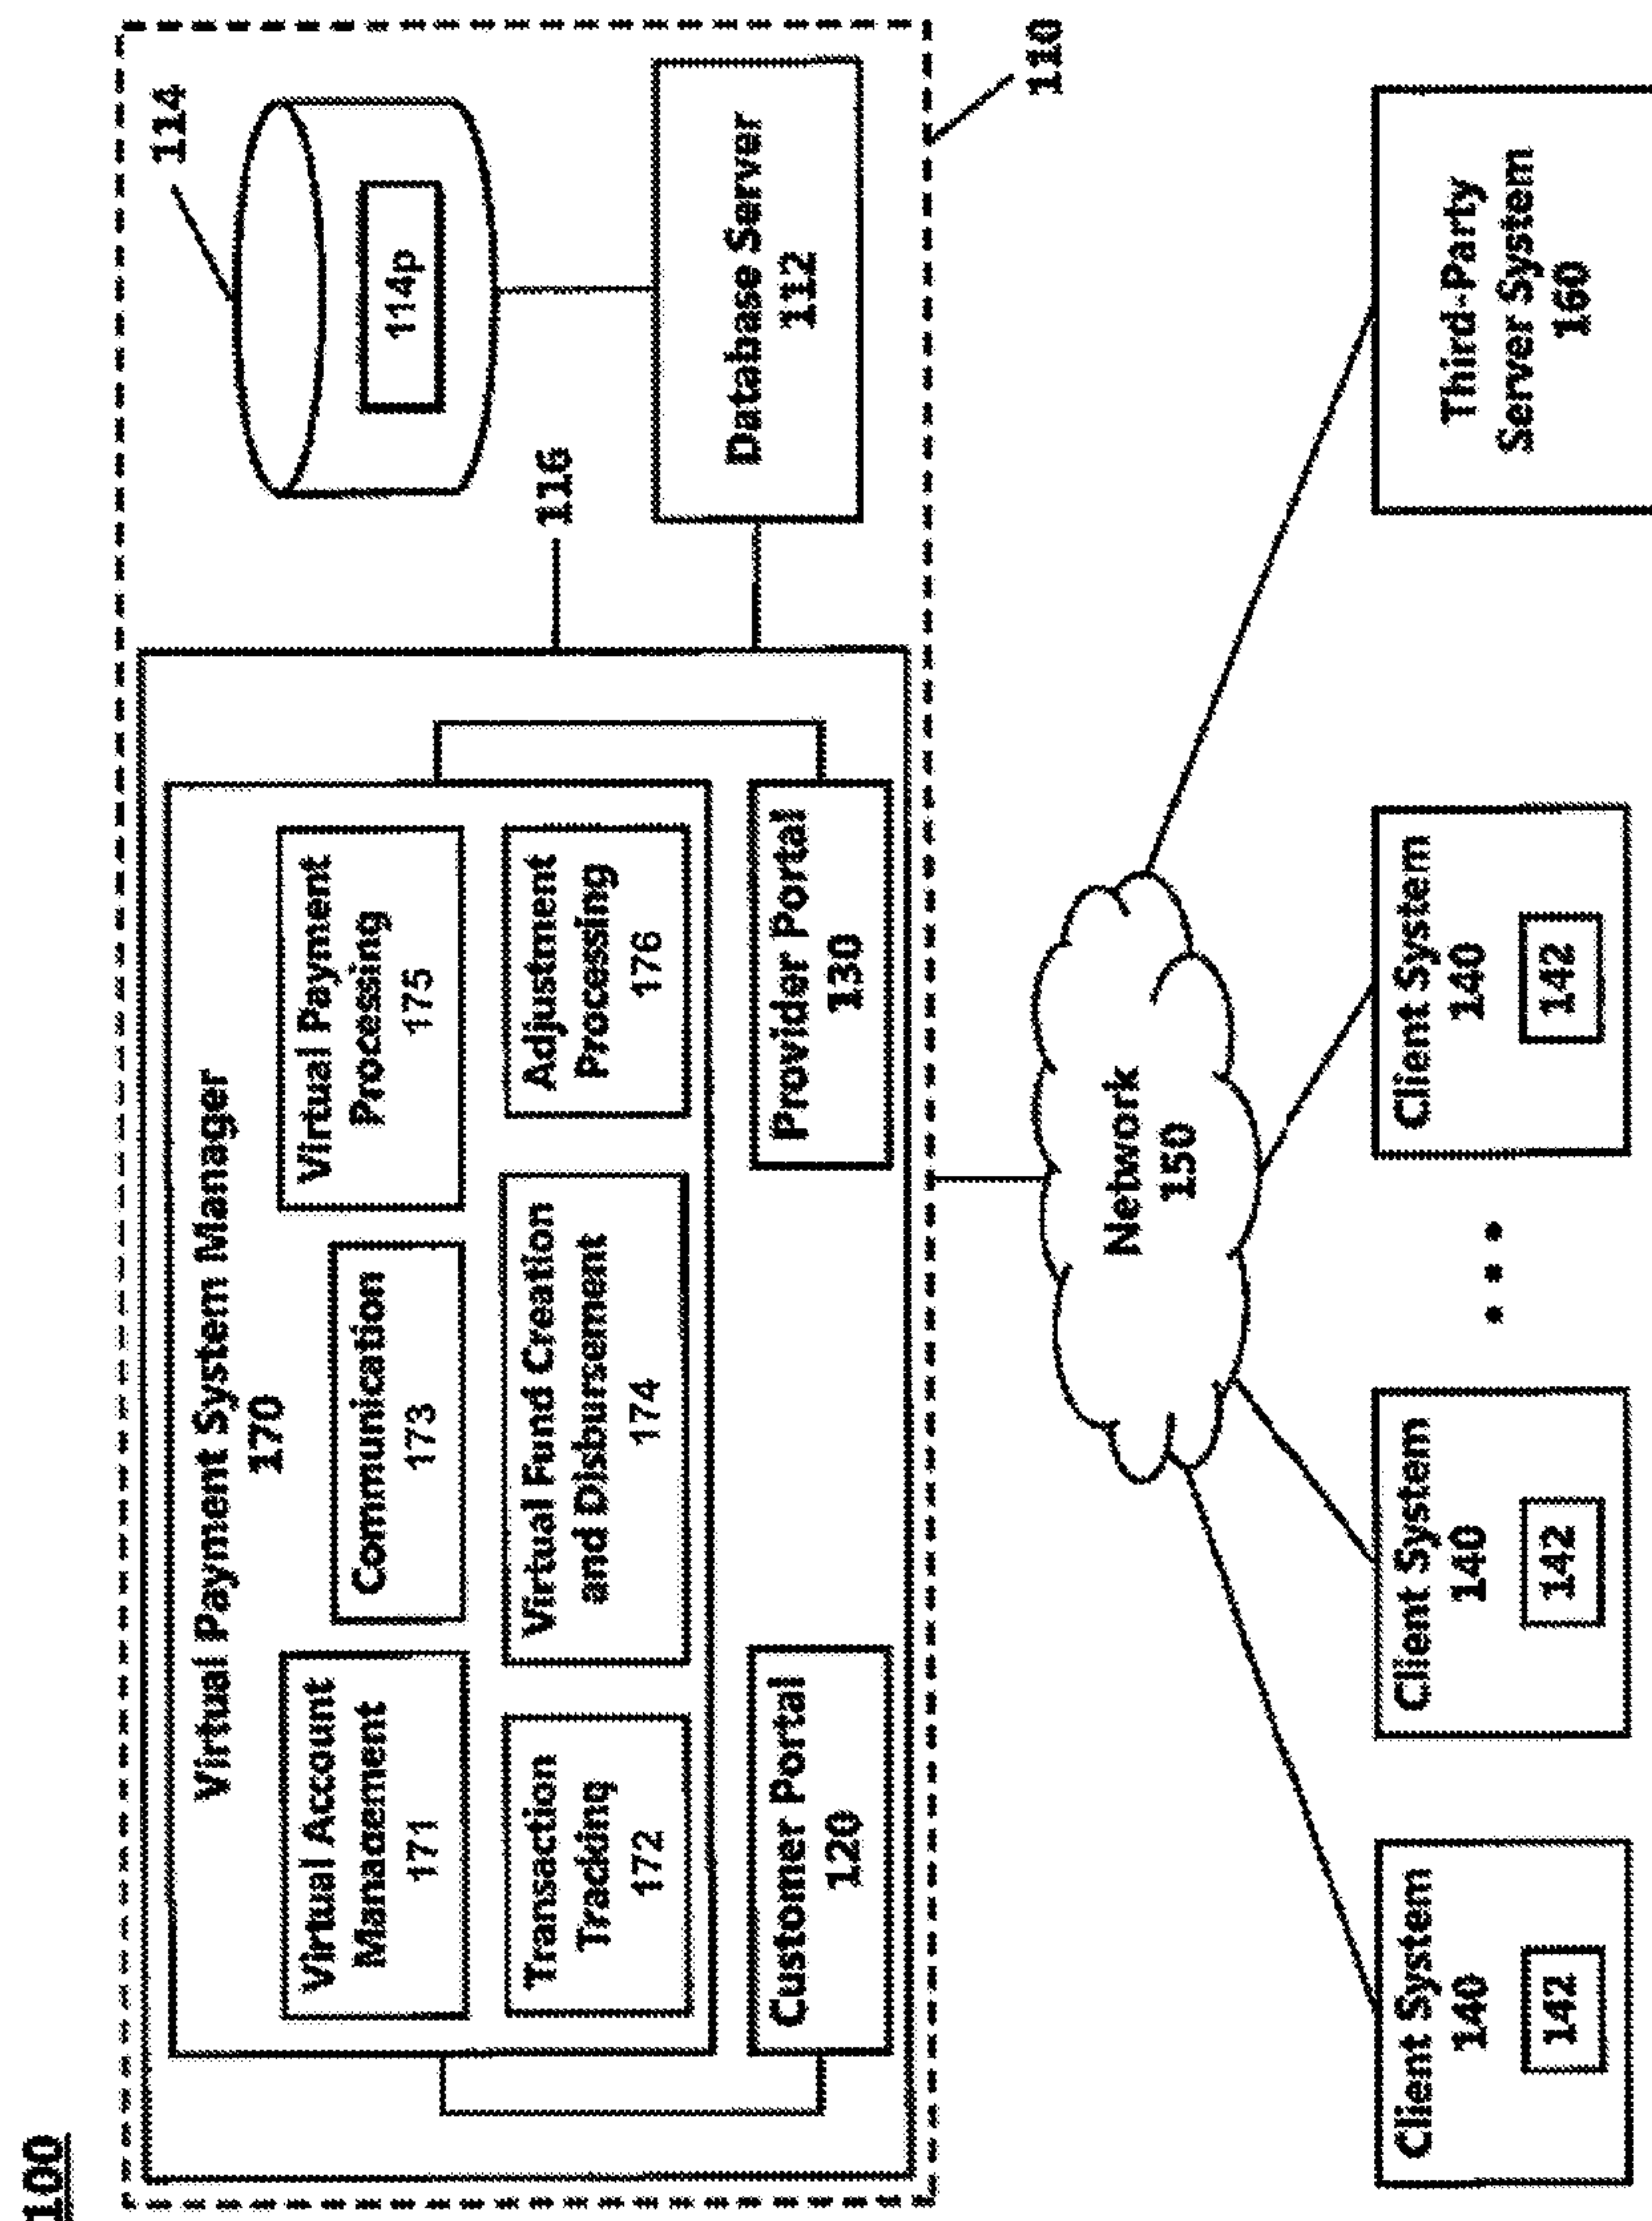 100
Virtual Payment System Manager
170
Virtual Account
Manaement
171
Communication
173
Virtual Payment
Processing
175
Transaction
Tracking
172
Virtual Fund Creation
and Disbursement
174
Adjustment
Processing
176
Customer Portal
120
Provider Portal
130
116
114
114p
Database Server
112
110
Network
150
Client System
140
142
Client System
140
142
Client System
140
142
Third-Party
Server System
160